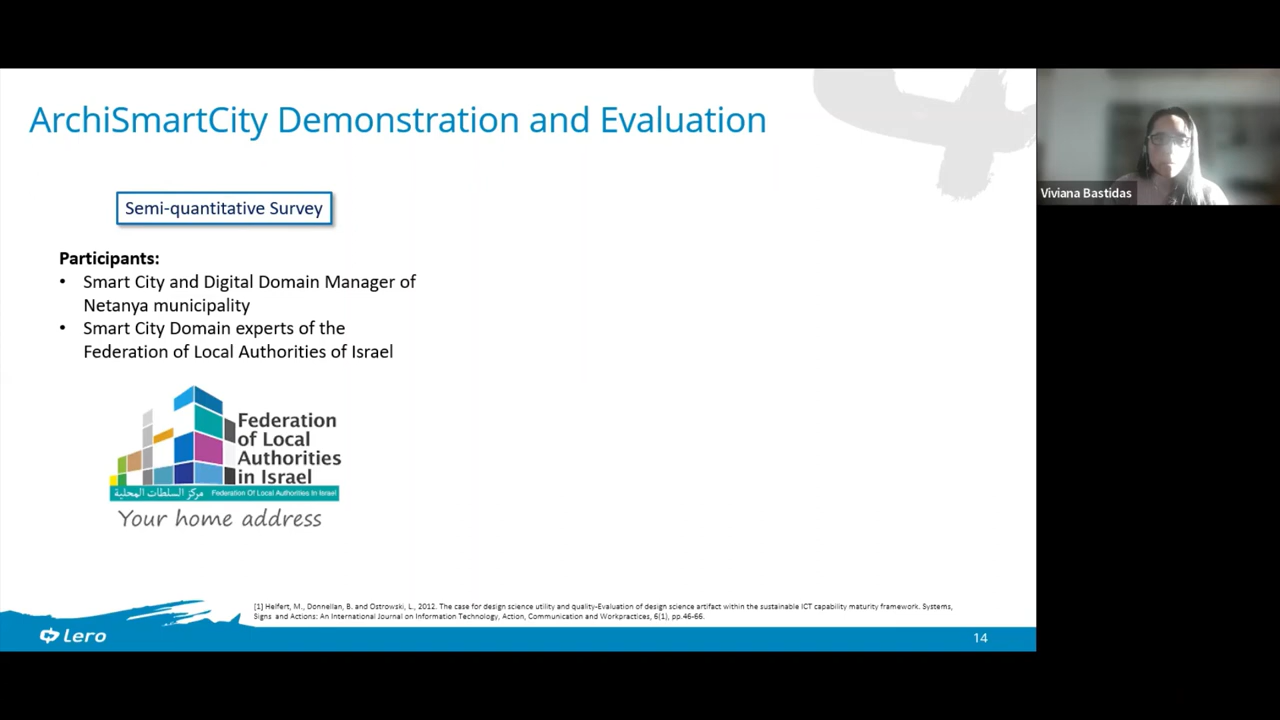 ArchiSmartCity Demonstration and Evaluation
Viviana Bastidas
Semi-quantitative Survey
Participants:
• Smart City and Digital Domain Manager of
Netanya municipality
• Smart City Domain experts of the
Federation of Local Authorities of Israel
Federation
of Local
Authorities
in Israel
مركز السلطات المحلية Federation Of Local Authorities In Israel
Your home address
[1] Helfert, M., Donnellan, B. and Ostrowski, L., 2012. The case for design science utility and quality-Evaluation of design science artifact within the sustainable ICT capability maturity framework. Systems,
Signs and Actions: An International Journal on Information Technology, Action, Communication and Workpractices, 6(1), pp.46-66.
Lero
14